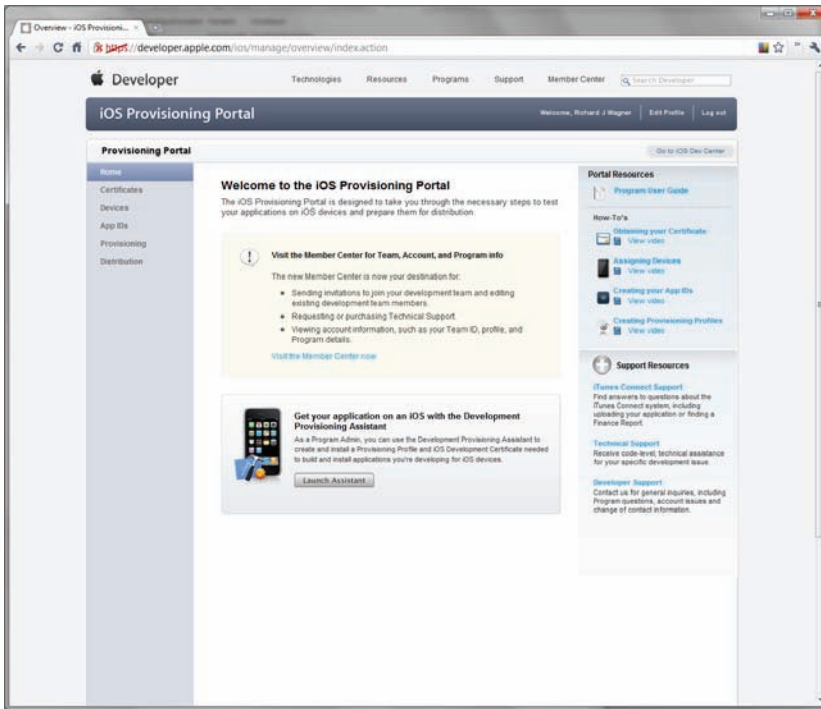 Overview - iOS Provisioni...
https://developer.apple.com/ios/manage/overview/index.action
Developer
Technologies Resources Programs Support Member Center Search Developer
iOS Provisioning Portal
Welcome, Richard J Wagner Edit Profile Log out
Provisioning Portal
Go to iOS Dev Center
Home
Certificates
Devices
App IDs
Provisioning
Distribution
Welcome to the iOS Provisioning Portal
The iOS Provisioning Portal is designed to take you through the necessary steps to test
your applications on iOS devices and prepare them for distribution.
Visit the Member Center for Team, Account, and Program info
The new Member Center is now your destination for:
• Sending invitations to join your development team and editing
existing development team members.
• Requesting or purchasing Technical Support.
• Viewing account information, such as your Team ID, profile, and
Program details.
Visit the Member Center now
Get your application on an iOS with the Development
Provisioning Assistant
As a Program Admin, you can use the Development Provisioning Assistant to
create and install a Provisioning Profile and iOS Development Certificate needed
to build and install applications you're developing for iOS devices.
Launch Assistant
Portal Resources
Program User Guide
How-To's
Obtaining your Certificate
View video
Assigning Devices
View video
Creating your App IDs
View video
Creating Provisioning Profiles
View video
Support Resources
iTunes Connect Support
Find answers to questions about the
iTunes Connect system, including
uploading your application or finding a
Finance Report.
Technical Support
Receive code-level, technical assistance
for your specific development issue.
Developer Support
Contact us for general inquiries, including
Program questions, account issues and
change of contact information.